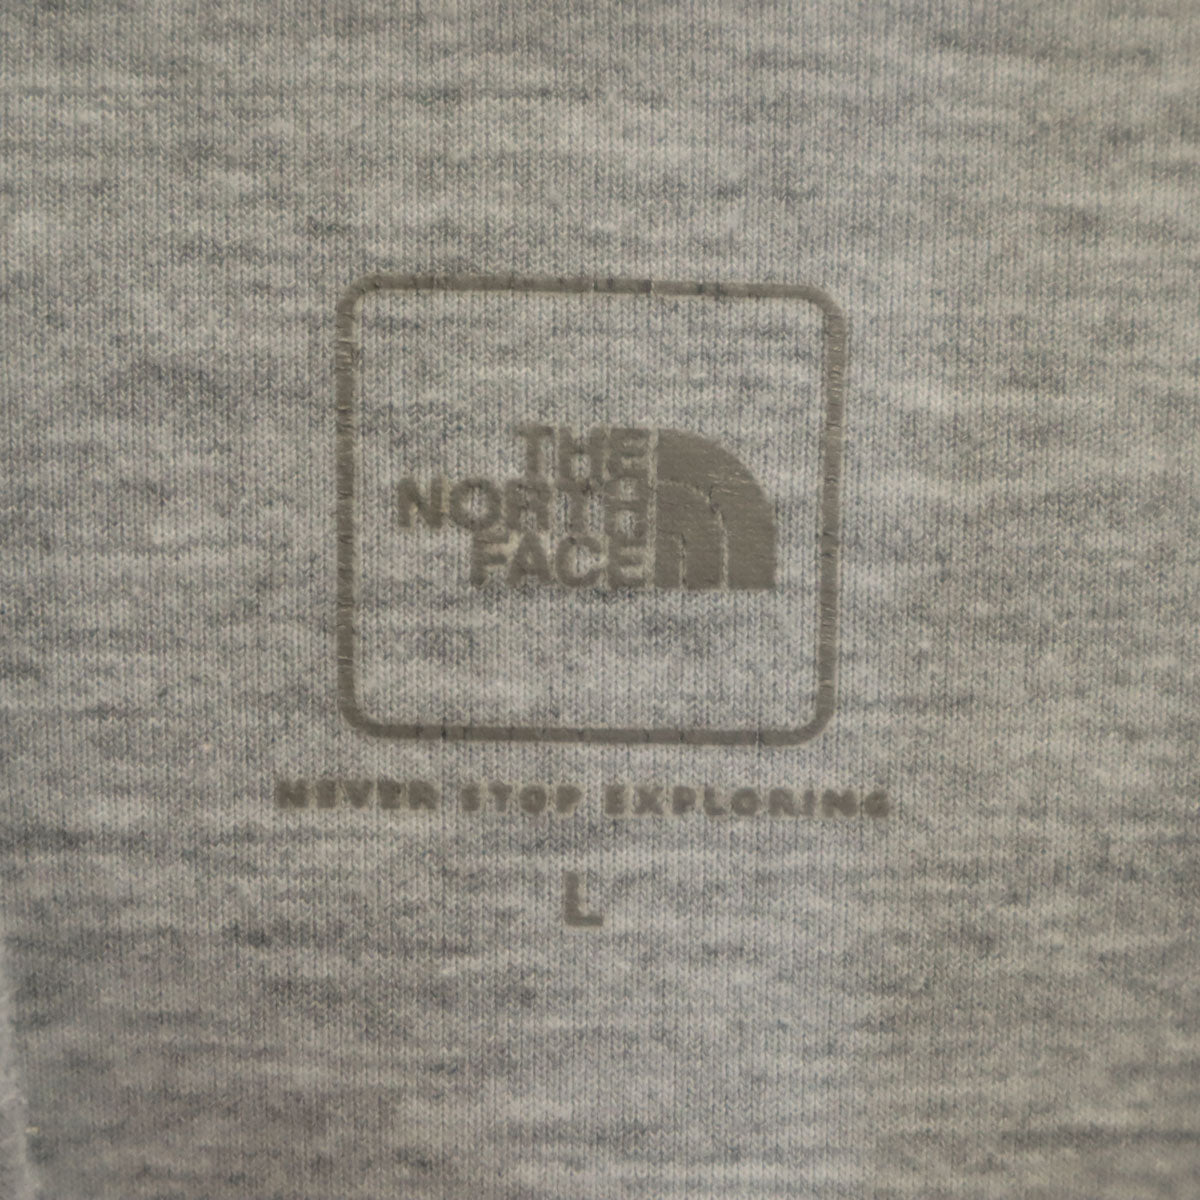 THE
NORTH
FACE
NEVER STOP EXPLORING
L